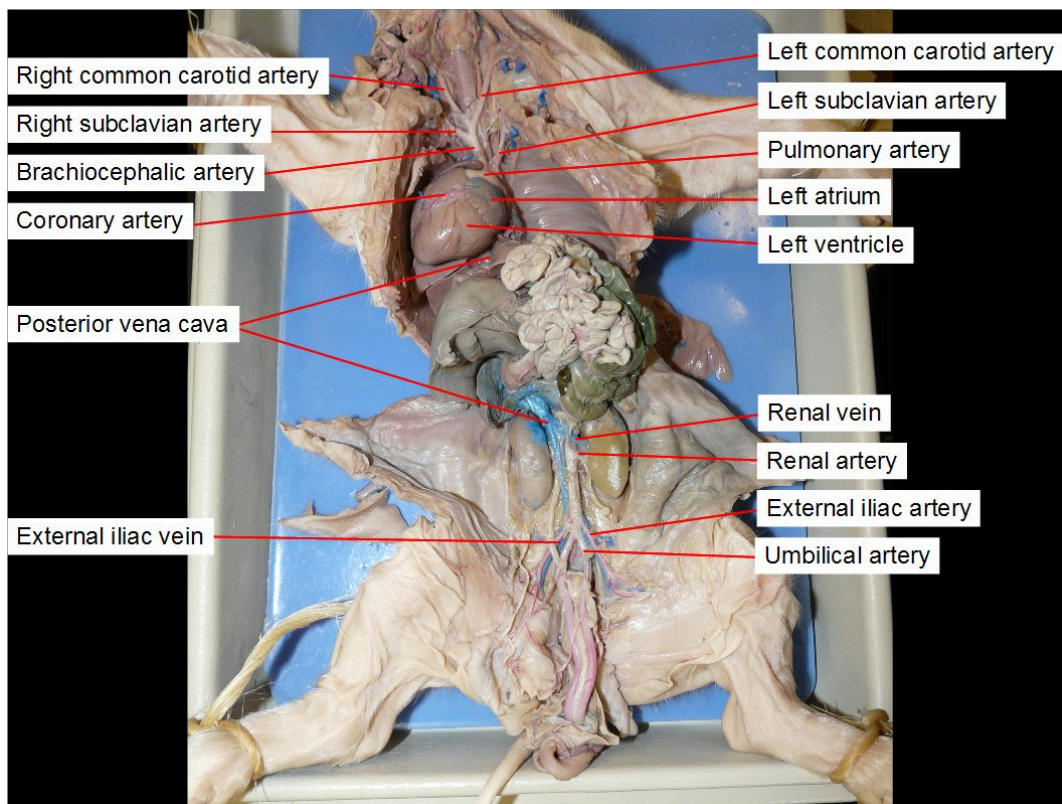 Right common carotid artery
Right subclavian artery
Brachiocephalic artery
Coronary artery
Posterior vena cava
External iliac vein
Left common carotid artery
Left subclavian artery
Pulmonary artery
Left atrium
Left ventricle
Renal vein
Renal artery
External iliac artery
Umbilical artery